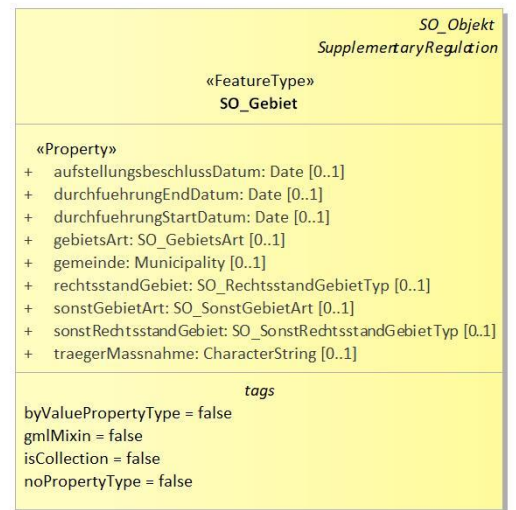 SO_Objekt
SupplementaryRegulation
«FeatureType»
SO_Gebiet
«Property»
+ aufstellungsbeschlussDatum: Date [0..1]
+ durchfuehrungEndDatum: Date [0..1]
+ durchfuehrungStartDatum: Date [0..1]
+ gebietsArt: SO_GebietsArt [0..1]
+ gemeinde: Municipality [0..1]
+ rechtsstandGebiet: SO_RechtsstandGebietTyp [0..1]
+ sonstGebietArt: SO_SonstGebietArt [0..1]
+ sonstRechtsstandGebiet: SO_SonstRechtsstandGebietTyp [0..1]
+ traegerMassnahme: CharacterString [0..1]
tags
byValuePropertyType = false
gmlMixin = false
isCollection = false
noPropertyType = false